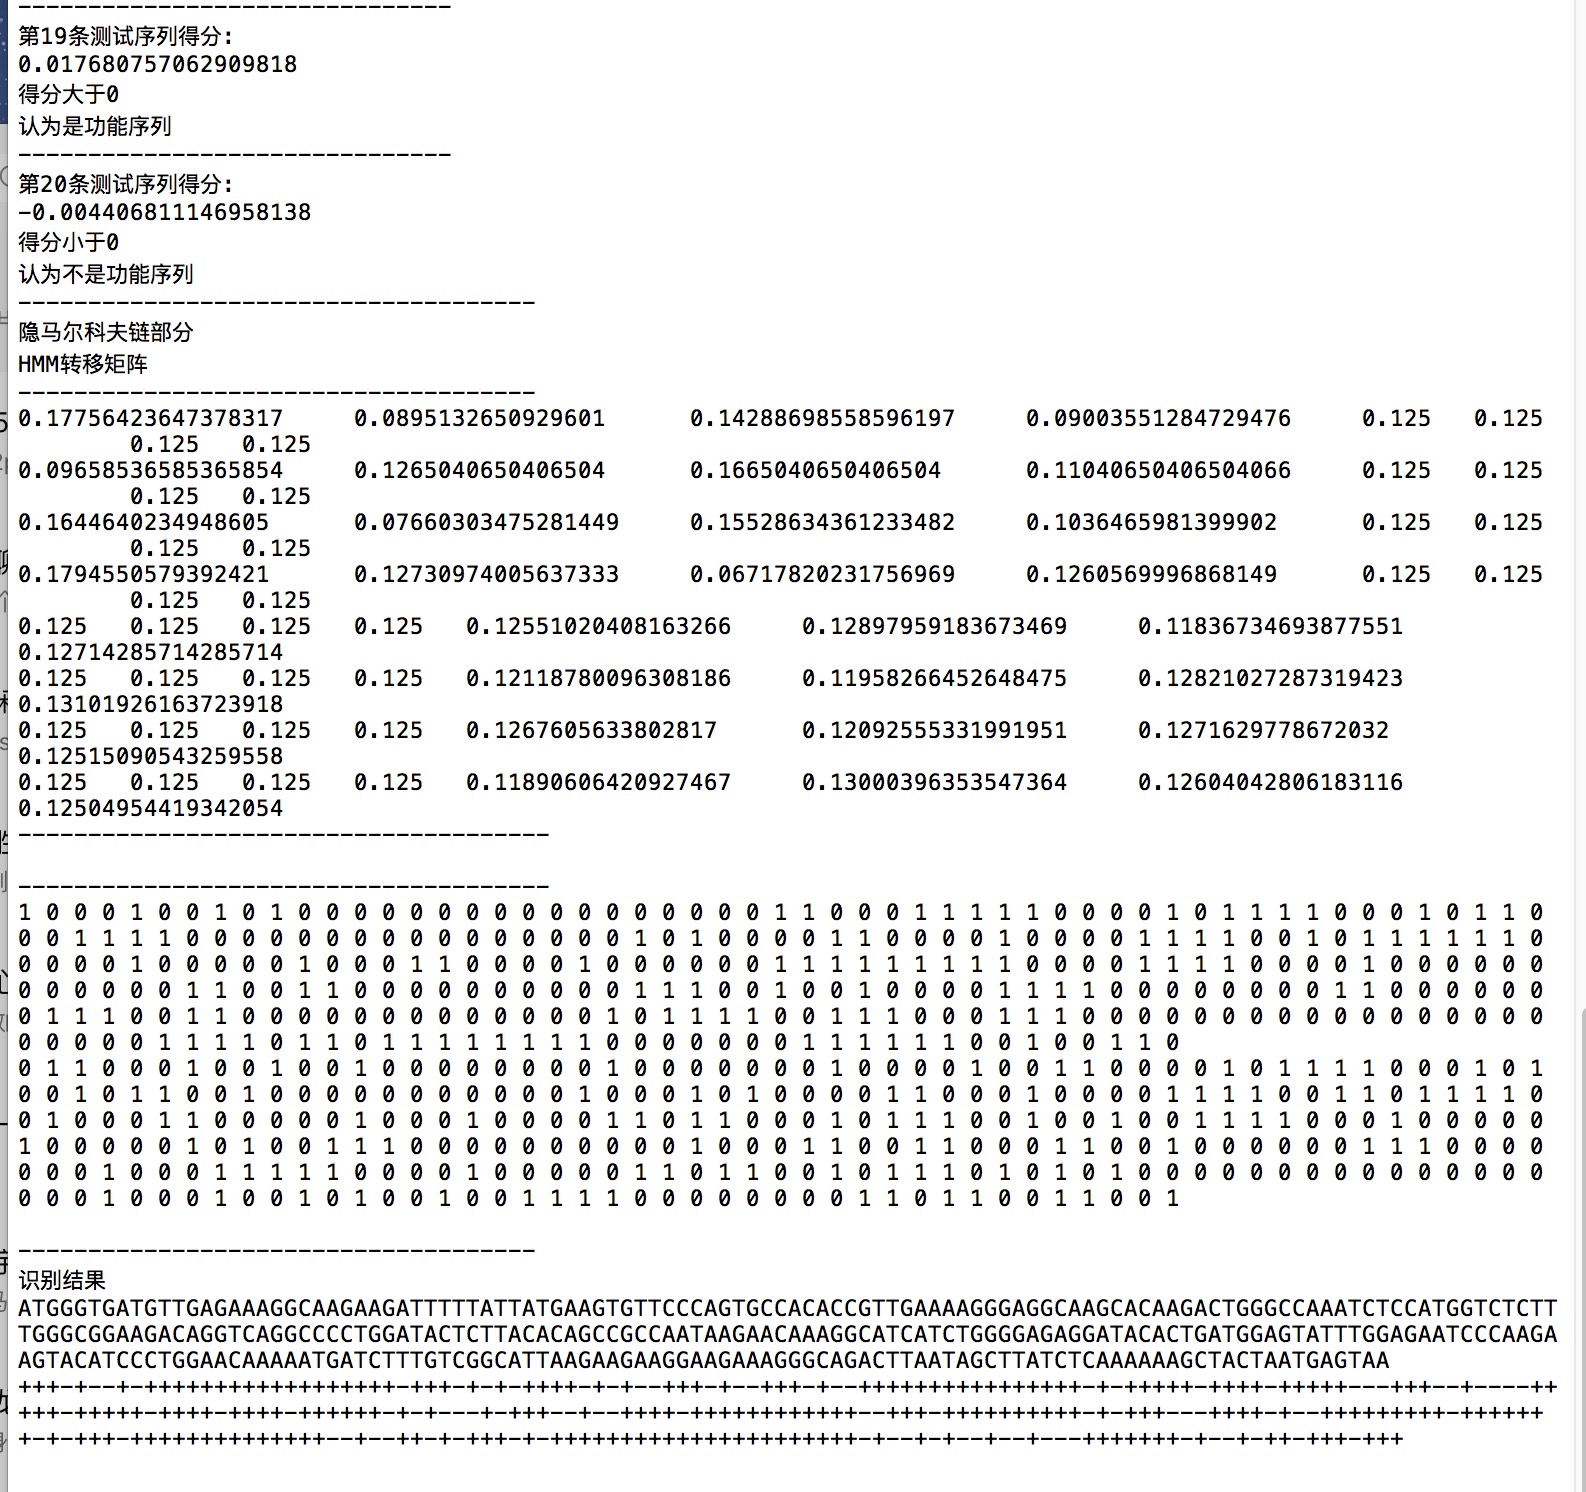 -------------------------------
第19条测试序列得分:
0.017680757062909818
得分大于0
认为是功能序列
-------------------------------
第20条测试序列得分:
-0.004406811146958138
得分小于0
认为不是功能序列
-------------------------------------
隐马尔科夫链部分
HMM转移矩阵
-------------------------------------
0.17756423647378317 0.0895132650929601 0.14288698558596197 0.09003551284729476 0.125 0.125
0.125 0.125
0.09658536585365854 0.1265040650406504 0.1665040650406504 0.11040650406504066 0.125 0.125
0.125 0.125
0.1644640234948605 0.07660303475281449 0.15528634361233482 0.1036465981399902 0.125 0.125
0.125 0.125
0.1794550579392421 0.12730974005637333 0.06717820231756969 0.1260569996868149 0.125 0.125
0.125 0.125
0.125 0.125 0.125 0.125 0.12551020408163266 0.12897959183673469 0.11836734693877551
0.12714285714285714
0.125 0.125 0.125 0.125 0.12118780096308186 0.11958266452648475 0.12821027287319423
0.13101926163723918
0.125 0.125 0.125 0.125 0.1267605633802817 0.12092555331991951 0.1271629778672032
0.12515090543259558
0.125 0.125 0.125 0.125 0.11890606420927467 0.13000396353547364 0.12604042806183116
0.12504954419342054
--------------------------------------
--------------------------------------
1 0 0 0 1 0 0 1 0 1 0 0 0 0 0 0 0 0 0 0 0 0 0 0 0 0 0 1 1 0 0 0 1 1 1 1 1 0 0 0 0 1 0 1 1 1 1 0 0 0 1 0 1 1 0
0 0 1 1 1 1 0 0 0 0 0 0 0 0 0 0 0 0 0 0 0 0 1 0 1 0 0 0 0 1 1 0 0 0 0 1 0 0 0 0 1 1 1 1 0 0 1 0 1 1 1 1 1 1 0
0 0 0 0 1 0 0 0 0 0 1 0 0 0 1 1 0 0 0 0 1 0 0 0 0 0 0 1 1 1 1 1 1 1 1 1 0 0 0 0 1 1 1 1 0 0 0 0 1 0 0 0 0 0 0
0 0 0 0 0 0 1 1 0 0 1 1 0 0 0 0 0 0 0 0 0 0 1 1 1 0 0 1 0 0 1 0 0 0 0 1 1 1 1 0 0 0 0 0 0 0 0 1 1 0 0 0 0 0 0
0 1 1 1 0 0 1 1 0 0 0 0 0 0 0 0 0 0 0 0 0 1 0 1 1 1 1 0 0 1 1 1 0 0 0 1 1 1 0 0 0 0 0 0 0 0 0 0 0 0 0 0 0 0 0
0 0 0 0 0 1 1 1 1 0 1 1 0 1 1 1 1 1 1 1 1 0 0 0 0 0 0 0 1 1 1 1 1 1 0 0 1 0 0 1 1 0
0 1 1 0 0 0 1 0 0 1 0 0 1 0 0 0 0 0 0 0 0 1 0 0 0 0 0 0 0 1 0 0 0 0 1 0 0 1 1 0 0 0 0 1 0 1 1 1 1 0 0 0 1 0 1
0 0 1 0 1 1 0 0 1 0 0 0 0 0 0 0 0 0 0 0 1 0 0 0 1 0 1 0 0 0 0 1 1 0 0 0 1 0 0 0 0 1 1 1 1 0 0 1 1 0 1 1 1 1 0
0 1 0 0 0 1 1 0 0 0 0 0 1 0 0 0 1 0 0 0 0 1 1 0 1 1 0 0 0 0 1 0 1 1 1 0 0 1 0 0 1 0 0 1 1 1 1 0 0 0 1 0 0 0 0 0
1 0 0 0 0 0 1 0 1 0 0 1 1 1 0 0 0 0 0 0 0 0 0 0 1 0 0 0 1 1 0 0 1 1 0 0 0 1 1 0 0 1 0 0 0 0 0 0 1 1 1 0 0 0 0
0 0 0 1 0 0 0 1 1 1 1 1 0 0 0 0 1 0 0 0 0 0 1 1 0 1 1 0 0 1 0 1 1 1 0 1 0 1 0 1 0 0 0 0 0 0 0 0 0 0 0 0 0 0 0
0 0 0 1 0 0 0 1 0 0 1 0 1 0 0 1 0 0 1 1 1 1 0 0 0 0 0 0 0 0 1 1 0 1 1 0 0 1 1 0 0 1
-------------------------------------
识别结果
ATGGGTGATGTTGAGAAAGGCAAGAAGATTTTTATTATGAAGTGTTCCCAGTGCCACACCGTTGAAAAGGGAGGCAAGCACAAGACTGGGCCAAATCTCCATGGTCTCTT
TGGGCGGAAGACAGGTCAGGCCCCTGGATACTCTTACACAGCCGCCAATAAGAACAAAGGCATCATCTGGGGAGAGGATACACTGATGGAGTATTTGGAGAATCCCAAGA
AGTACATCCCTGGAACAAAAATGATCTTTGTCGGCATTAAGAAGAAGGAAGAAAGGGCAGACTTAATAGCTTATCTCAAAAAAGCTACTAATGAGTAA
+++-+--+-++++++++++++++++++-+++-+-+-++++-+-+--+++-+--+++--+--++++++++++++++++-+-+++++-++++-+++++---+++--+----++
+++-+++++-++++-++++-++++++-+-+---+-+++--+--++++-++++++++++++--+++-++++++++++++-+-+++---++++-+--+++++++++-++++++
+-+-+++-++++++++++++++--+--++-+-+++-+-++++++++++++++++++++++-+--+-+--+--+---+++++++-+--+-++-+++-+++